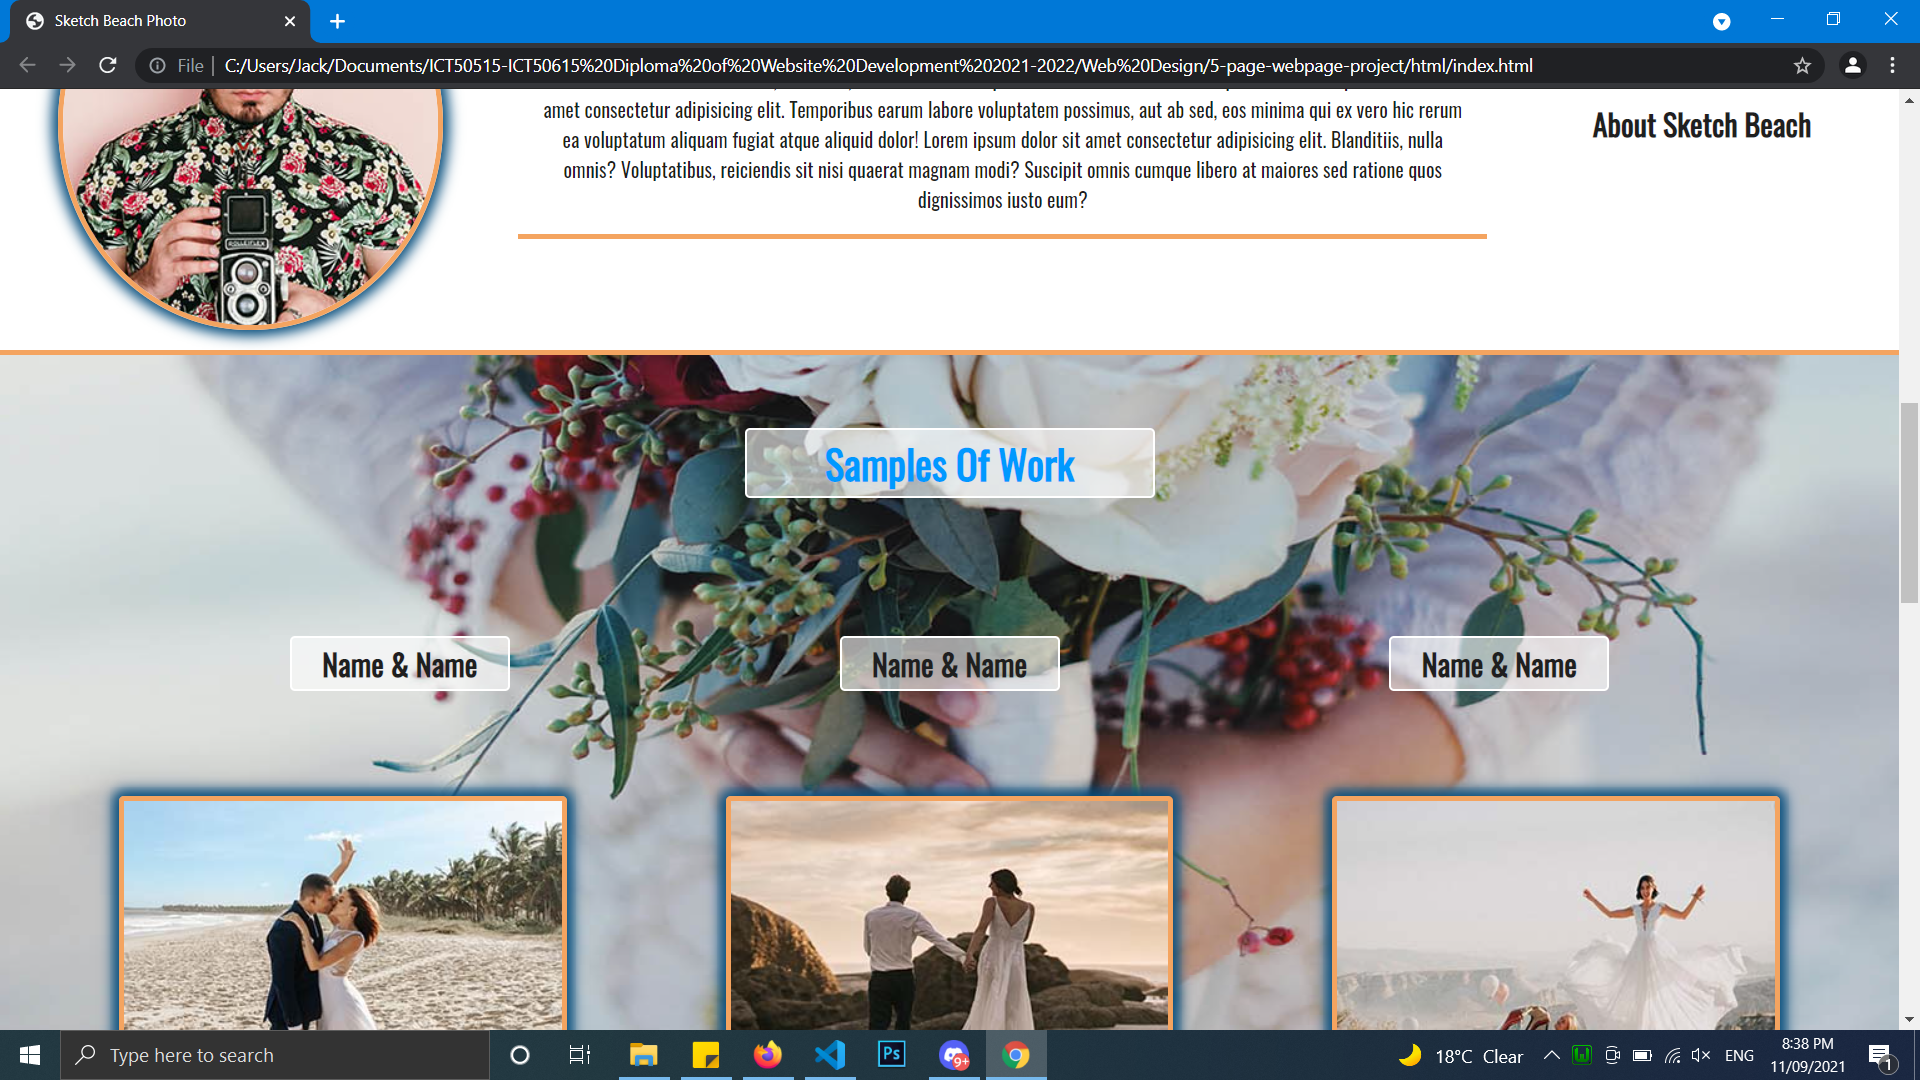 Sketch Beach Photo
File | C:/Users/Jack/Documents/ICT50515-ICT50615%20Diploma%20of%20Website%20Development%202021-2022/Web%20Design/5-page-webpage-project/html/index.html
amet consectetur adipisicing elit. Temporibus earum labore voluptatem possimus, aut ab sed, eos minima qui ex vero hic rerum
ea voluptatum aliquam fugiat atque aliquid dolor! Lorem ipsum dolor sit amet consectetur adipisicing elit. Blanditiis, nulla
omnis? Voluptatibus, reiciendis sit nisi quaerat magnam modi? Suscipit omnis cumque libero at maiores sed ratione quos
dignissimos iusto eum?
About Sketch Beach
ROLLEIFLEX
Samples Of Work
Name & Name
Name & Name
Name & Name
Type here to search
Ps
9+
18°C Clear
ENG
8:38 PM
11/09/2021
1